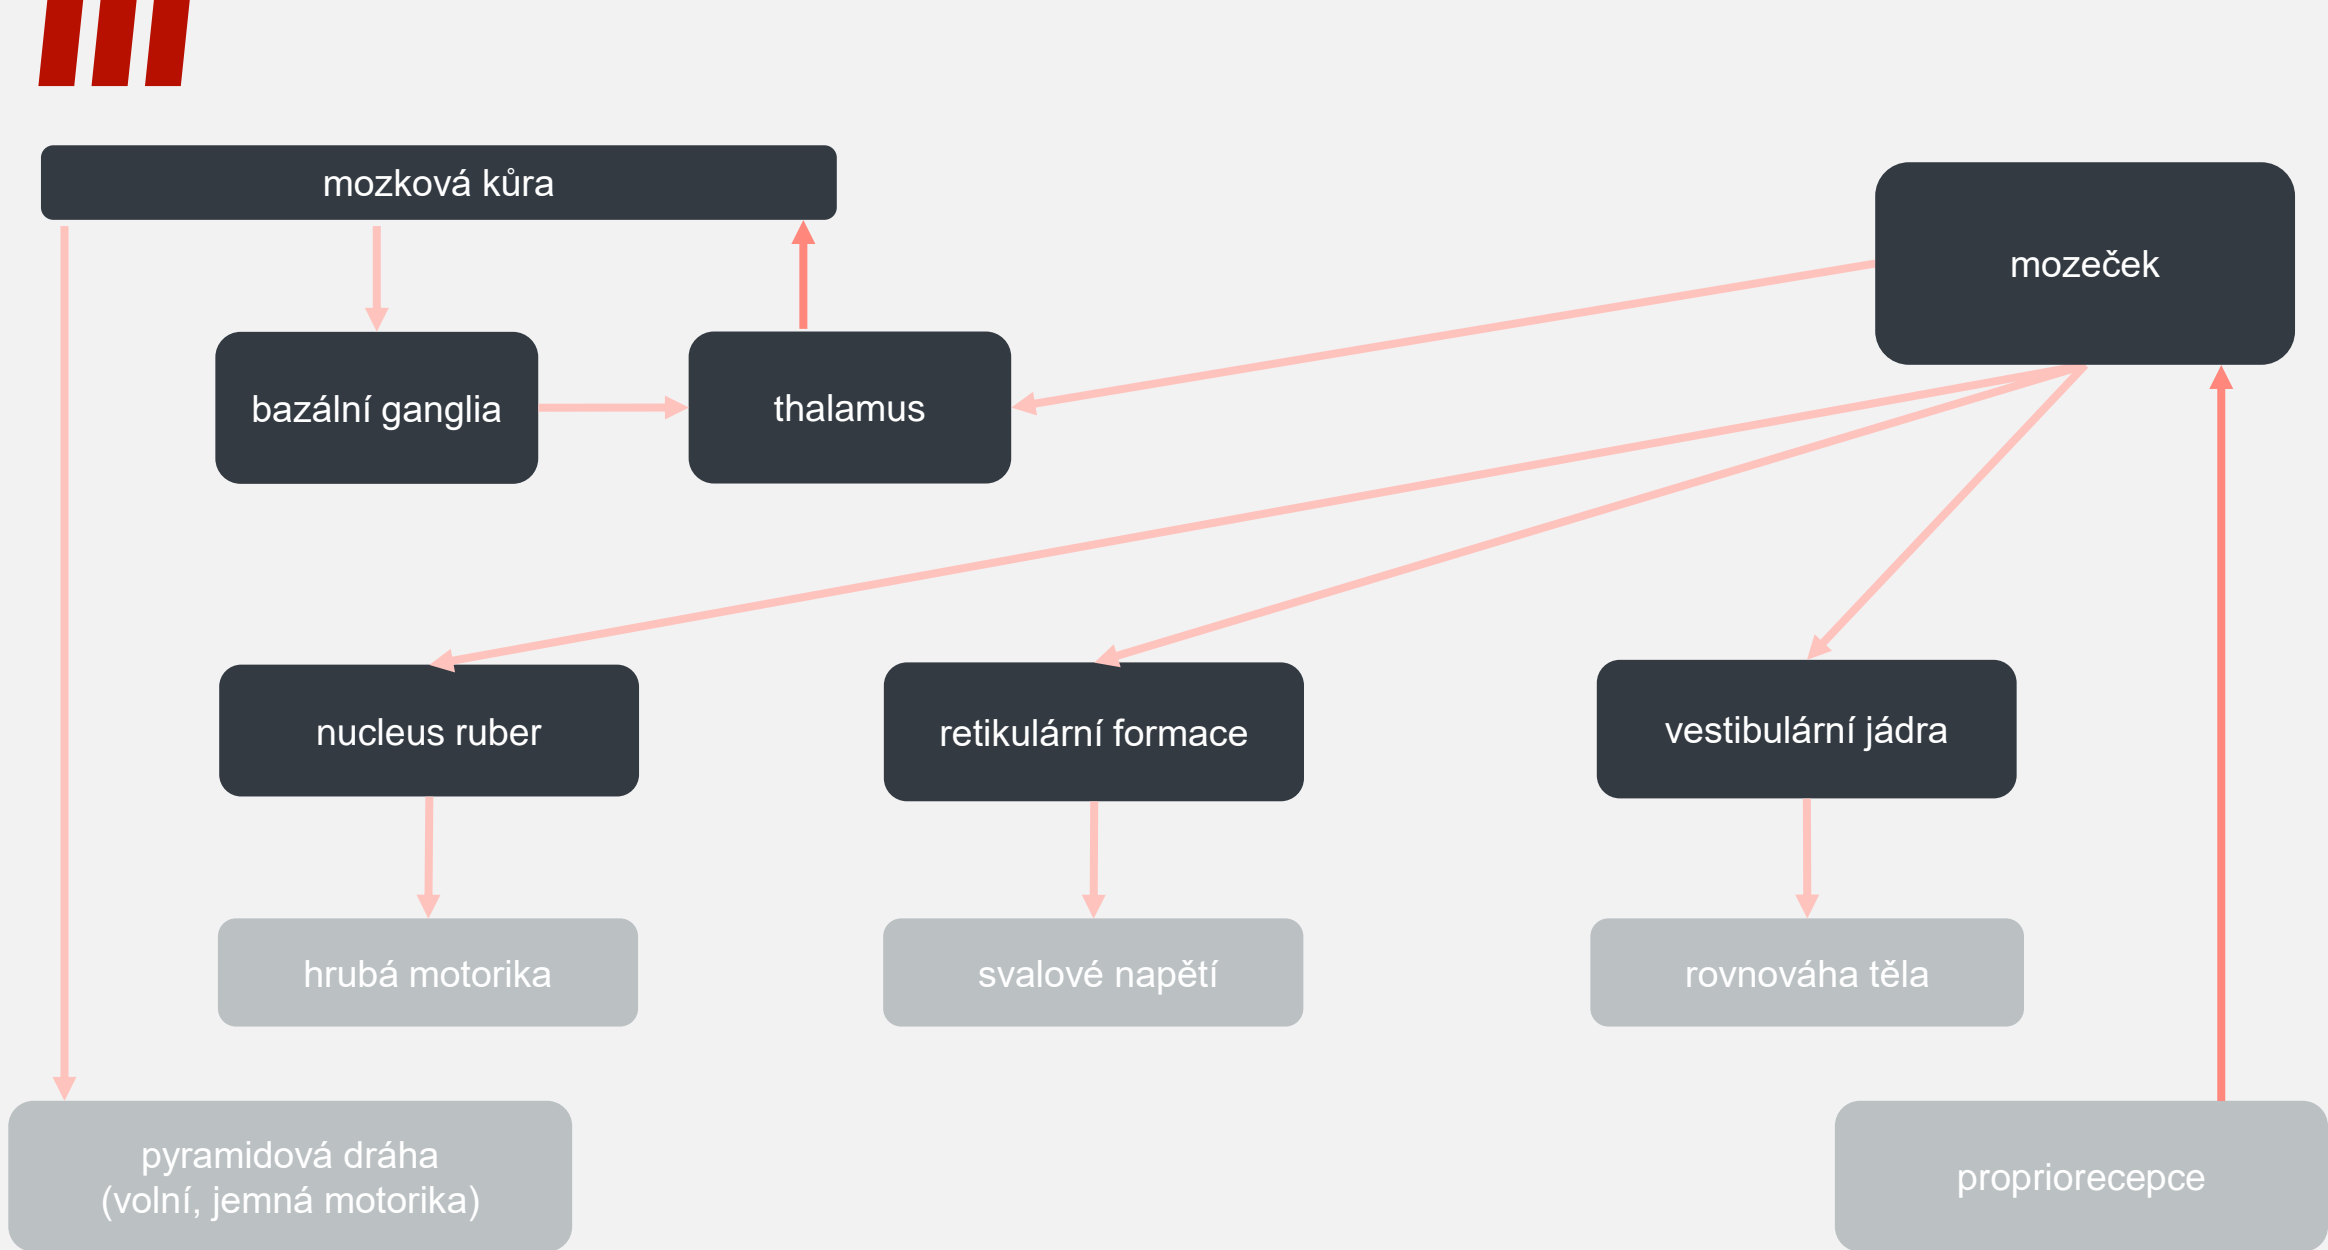 mozková kůra
mozeček
bazální ganglia
thalamus
nucleus ruber
retikulární formace
vestibulární jádra
hrubá motorika
svalové napětí
rovnováha těla
pyramidová dráha
(volní, jemná motorika)
propriorecepce